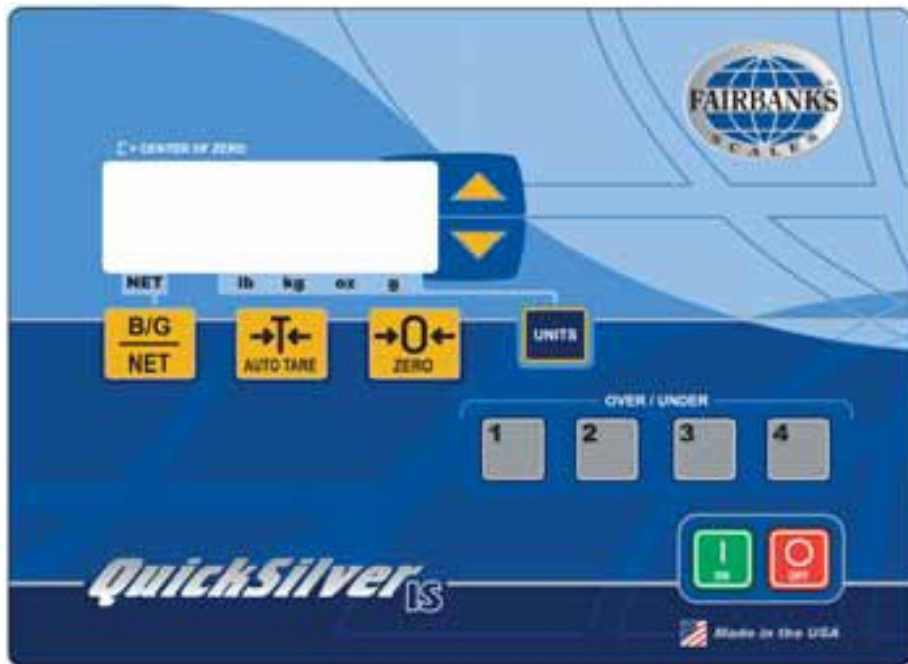 FAIRBANKS
SCALES
= CENTER OF ZERO
NET lb kg oz g
B/G
NET
→T←
AUTO TARE
→0←
ZERO
UNITS
OVER / UNDER
1 2 3 4
I
ON
O
OFF
QuickSilver IS
Made in the USA